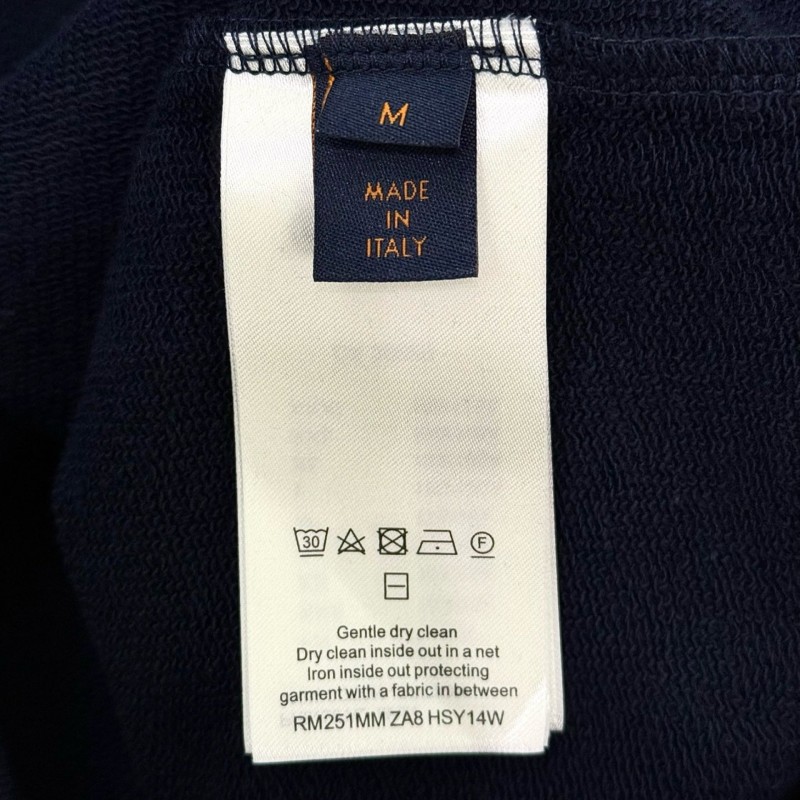 M
MADE
IN
ITALY
30
F
Gentle dry clean
Dry clean inside out in a net
Iron inside out protecting
garment with a fabric in between
RM251MM ZA8 HSY14W